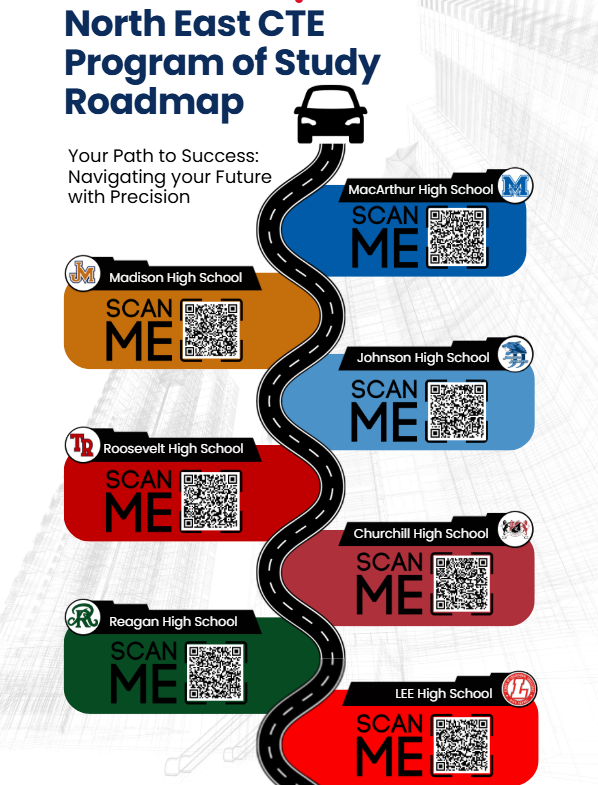 North East CTE
Program of Study
Roadmap
Your Path to Success:
Navigating your Future
with Precision
MacArthur High School
M
SCAN
ME
JM
Madison High School
SCAN
ME
Johnson High School
SCAN
ME
TR
Roosevelt High School
SCAN
ME
Churchill High School
SCAN
ME
R
Reagan High School
SCAN
ME
LEE High School
L
SCAN
ME